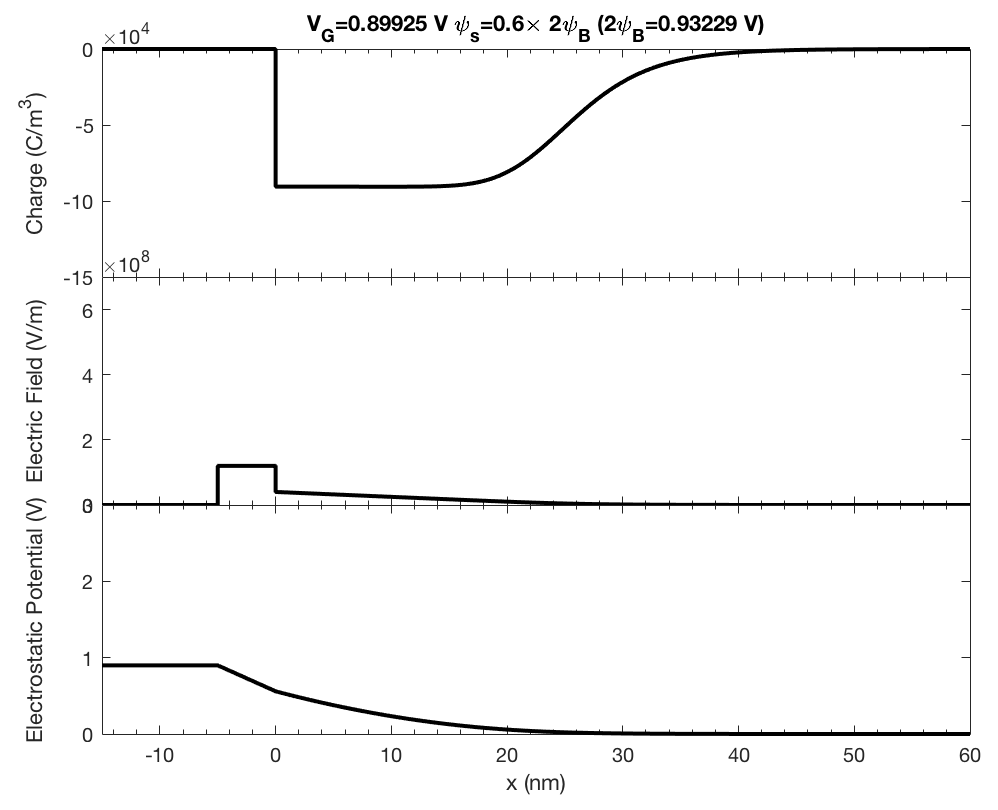 V_G=0.89925 V ψ_s=0.6× 2ψ_B (2ψ_B=0.93229 V)
×10^4
0
-5
-10
-15
Charge (C/m^3)
×10^8
6
4
2
0
Electric Field (V/m)
3
2
1
0
Electrostatic Potential (V)
-10 0 10 20 30 40 50 60
x (nm)